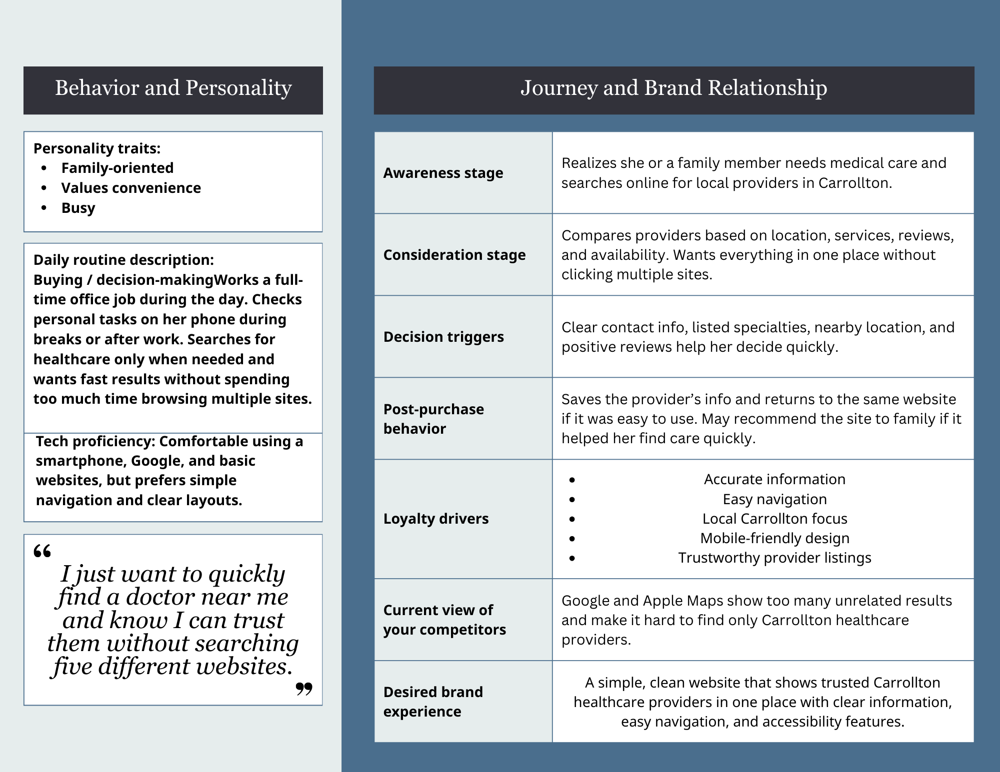 Behavior and Personality
Personality traits:
• Family-oriented
• Values convenience
• Busy
Daily routine description:
Buying / decision-makingWorks a full-
time office job during the day. Checks
personal tasks on her phone during
breaks or after work. Searches for
healthcare only when needed and
wants fast results without spending
too much time browsing multiple sites.
Tech proficiency: Comfortable using a
smartphone, Google, and basic
websites, but prefers simple
navigation and clear layouts.
“
I just want to quickly
find a doctor near me
and know I can trust
them without searching
five different websites.
”
Journey and Brand Relationship
Awareness stage
Realizes she or a family member needs medical care and
searches online for local providers in Carrollton.
Consideration stage
Compares providers based on location, services, reviews,
and availability. Wants everything in one place without
clicking multiple sites.
Decision triggers
Clear contact info, listed specialties, nearby location, and
positive reviews help her decide quickly.
Post-purchase
behavior
Saves the provider’s info and returns to the same website
if it was easy to use. May recommend the site to family if it
helped her find care quickly.
Loyalty drivers
• Accurate information
• Easy navigation
• Local Carrollton focus
• Mobile-friendly design
• Trustworthy provider listings
Current view of
your competitors
Google and Apple Maps show too many unrelated results
and make it hard to find only Carrollton healthcare
providers.
Desired brand
experience
A simple, clean website that shows trusted Carrollton
healthcare providers in one place with clear information,
easy navigation, and accessibility features.